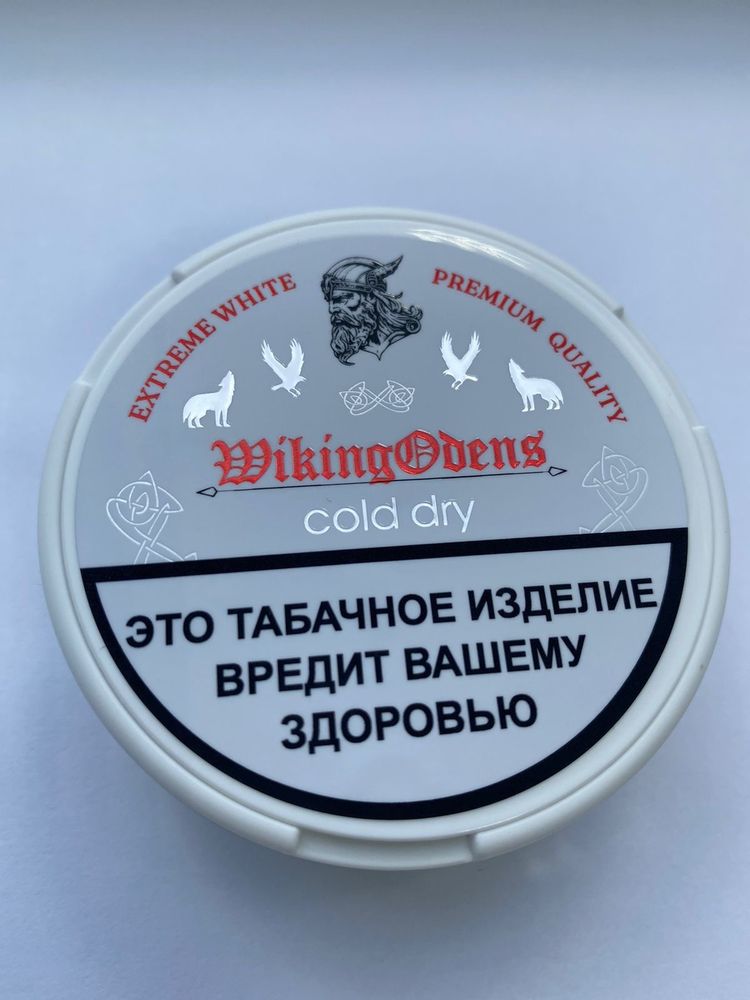 EXTREME WHITE
PREMIUM QUALITY
WikingOdens
cold dry
ЭТО ТАБАЧНОЕ ИЗДЕЛИЕ
ВРЕДИТ ВАШЕМУ
ЗДОРОВЬЮ